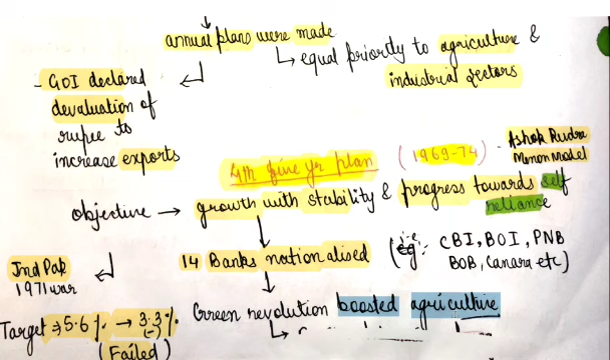 annual plans were made
↳ equal priority to agriculture &
industrial sectors
- GOI declared
devaluation of
rupee to
increase exports
4th five yr plan (1969-74) - Ashok Rudra
Menon Model
objective → growth with stability & progress towards self
reliance
14 Banks nationalised (i.e: CBI, BOI, PNB
BOB, Canara etc)
Ind Pak
1971 war
Green revolution boosted agriculture
Target → 5.6% → 3.3%
(Failed)